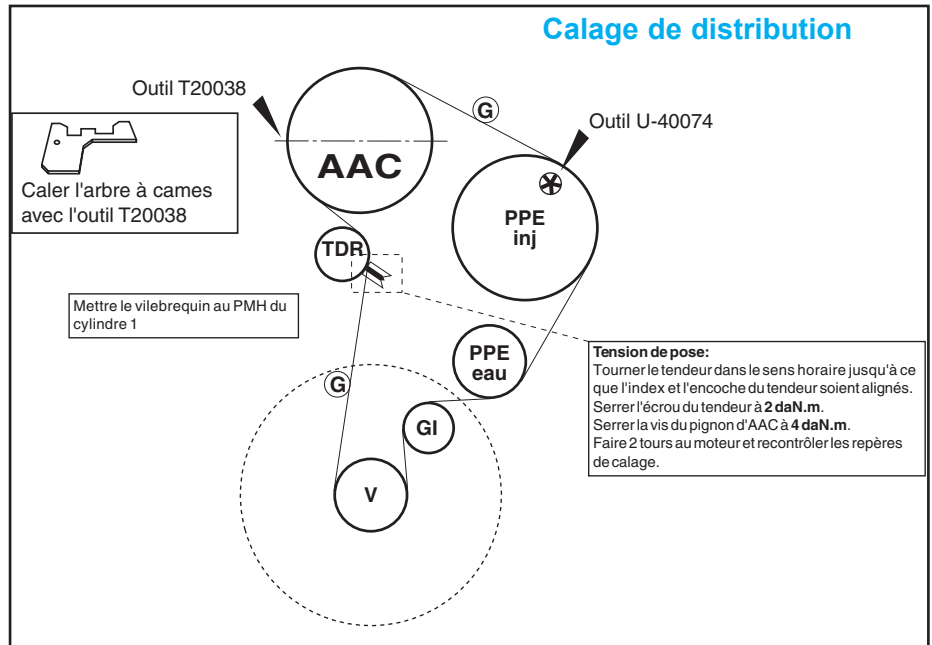 Calage de distribution
Outil T20038
G
Outil U-40074
AAC
Caler l'arbre à cames
avec l'outil T20038
PPE
inj
TDR
Mettre le vilebrequin au PMH du
cylindre 1
PPE
eau
Tension de pose:
Tourner le tendeur dans le sens horaire jusqu'à ce
que l'index et l'encoche du tendeur soient alignés.
Serrer l'écrou du tendeur à 2 daN.m.
Serrer la vis du pignon d'AAC à 4 daN.m.
Faire 2 tours au moteur et recontrôler les repères
de calage.
G
GI
V